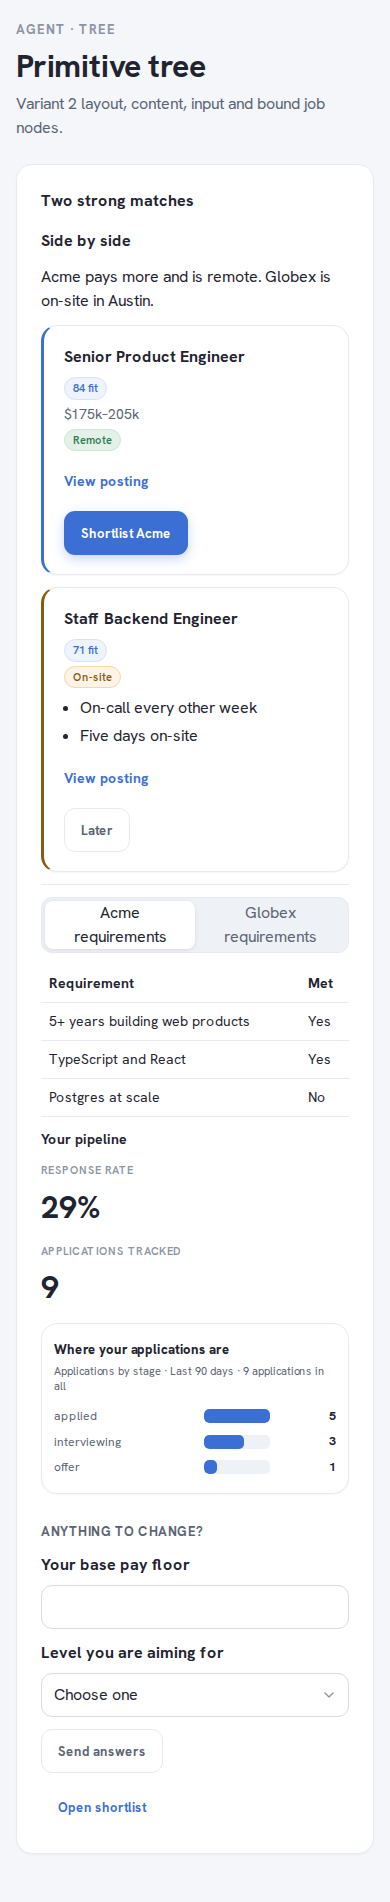 AGENT · TREE
Primitive tree
Variant 2 layout, content, input and bound job
nodes.
Two strong matches
Side by side
Acme pays more and is remote. Globex is
on-site in Austin.
Senior Product Engineer
84 fit
$175k–205k
Remote
View posting
Shortlist Acme
Staff Backend Engineer
71 fit
On-site
• On-call every other week
• Five days on-site
View posting
Later
Acme
requirements
Globex
requirements
Requirement Met
5+ years building web products Yes
TypeScript and React Yes
Postgres at scale No
Your pipeline
RESPONSE RATE
29%
APPLICATIONS TRACKED
9
Where your applications are
Applications by stage · Last 90 days · 9 applications in
all
applied 5
interviewing 3
offer 1
ANYTHING TO CHANGE?
Your base pay floor
Level you are aiming for
Choose one
Send answers
Open shortlist